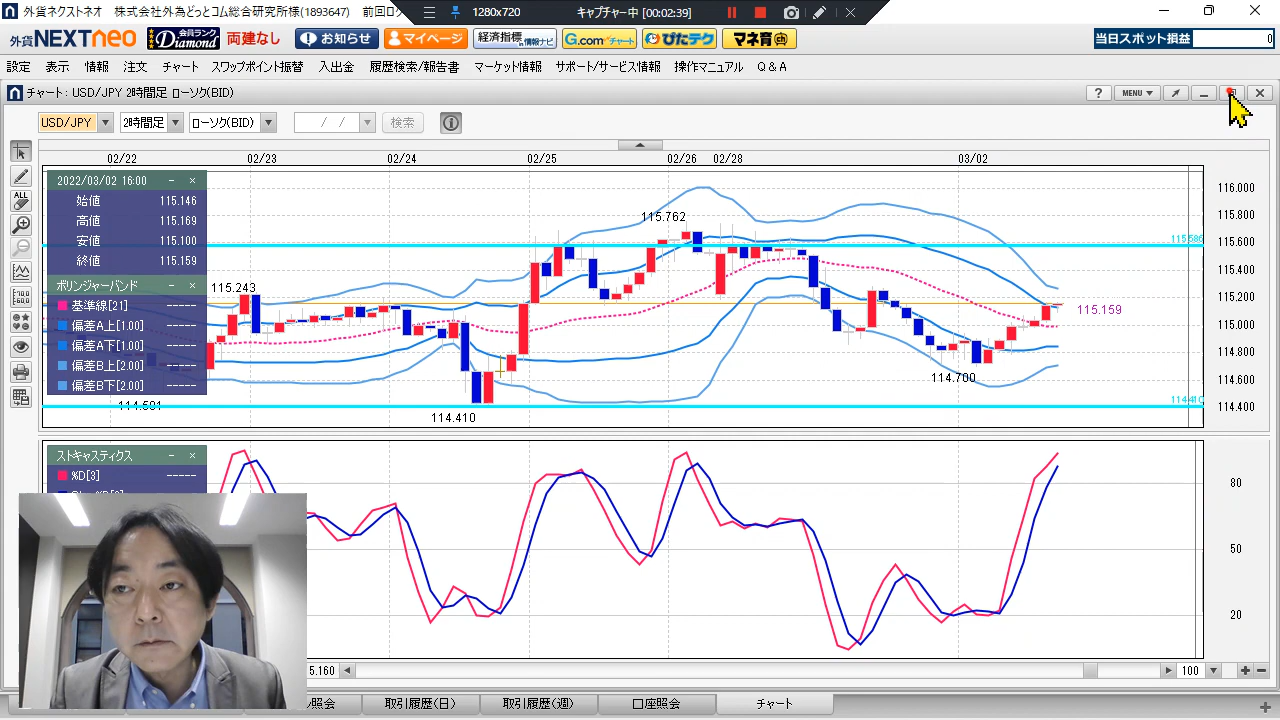 外貨ネクストネオ 株式会社外為どっとコム総合研究所様(1893647) 前回ログ
1280x720
キャプチャー中 [00:02:39]
外貨NEXTneo
会員ランク Diamond
両建なし
お知らせ
マイページ
経済指標&情報ナビ
G.comチャート
ぴたテク
マネ育
当日スポット損益 0
設定 表示 情報 注文 チャート スワップポイント振替 入出金 履歴検索/報告書 マーケット情報 サポート/サービス情報 操作マニュアル Q&A
チャート : USD/JPY 2時間足 ローソク(BID)
? MENU
USD/JPY 2時間足 ローソク(BID) / / 検索
02/22 02/23 02/24 02/25 02/26 02/28 03/02
2022/03/02 16:00
始値 115.146
高値 115.169
安値 115.100
終値 115.159
ボリンジャーバンド
基準線[21] -----
偏差A上[1.00] -----
偏差A下[1.00] -----
偏差B上[2.00] -----
偏差B下[2.00] -----
ALL
115.243
115.762
114.410
114.700
115.159
114.410
116.000
115.800
115.600
115.400
115.200
115.000
114.800
114.600
114.400
ストキャスティクス
%D[3] -----
80
50
20
5.160
100
照会 取引履歴(日) 取引履歴(週) 口座照会 チャート